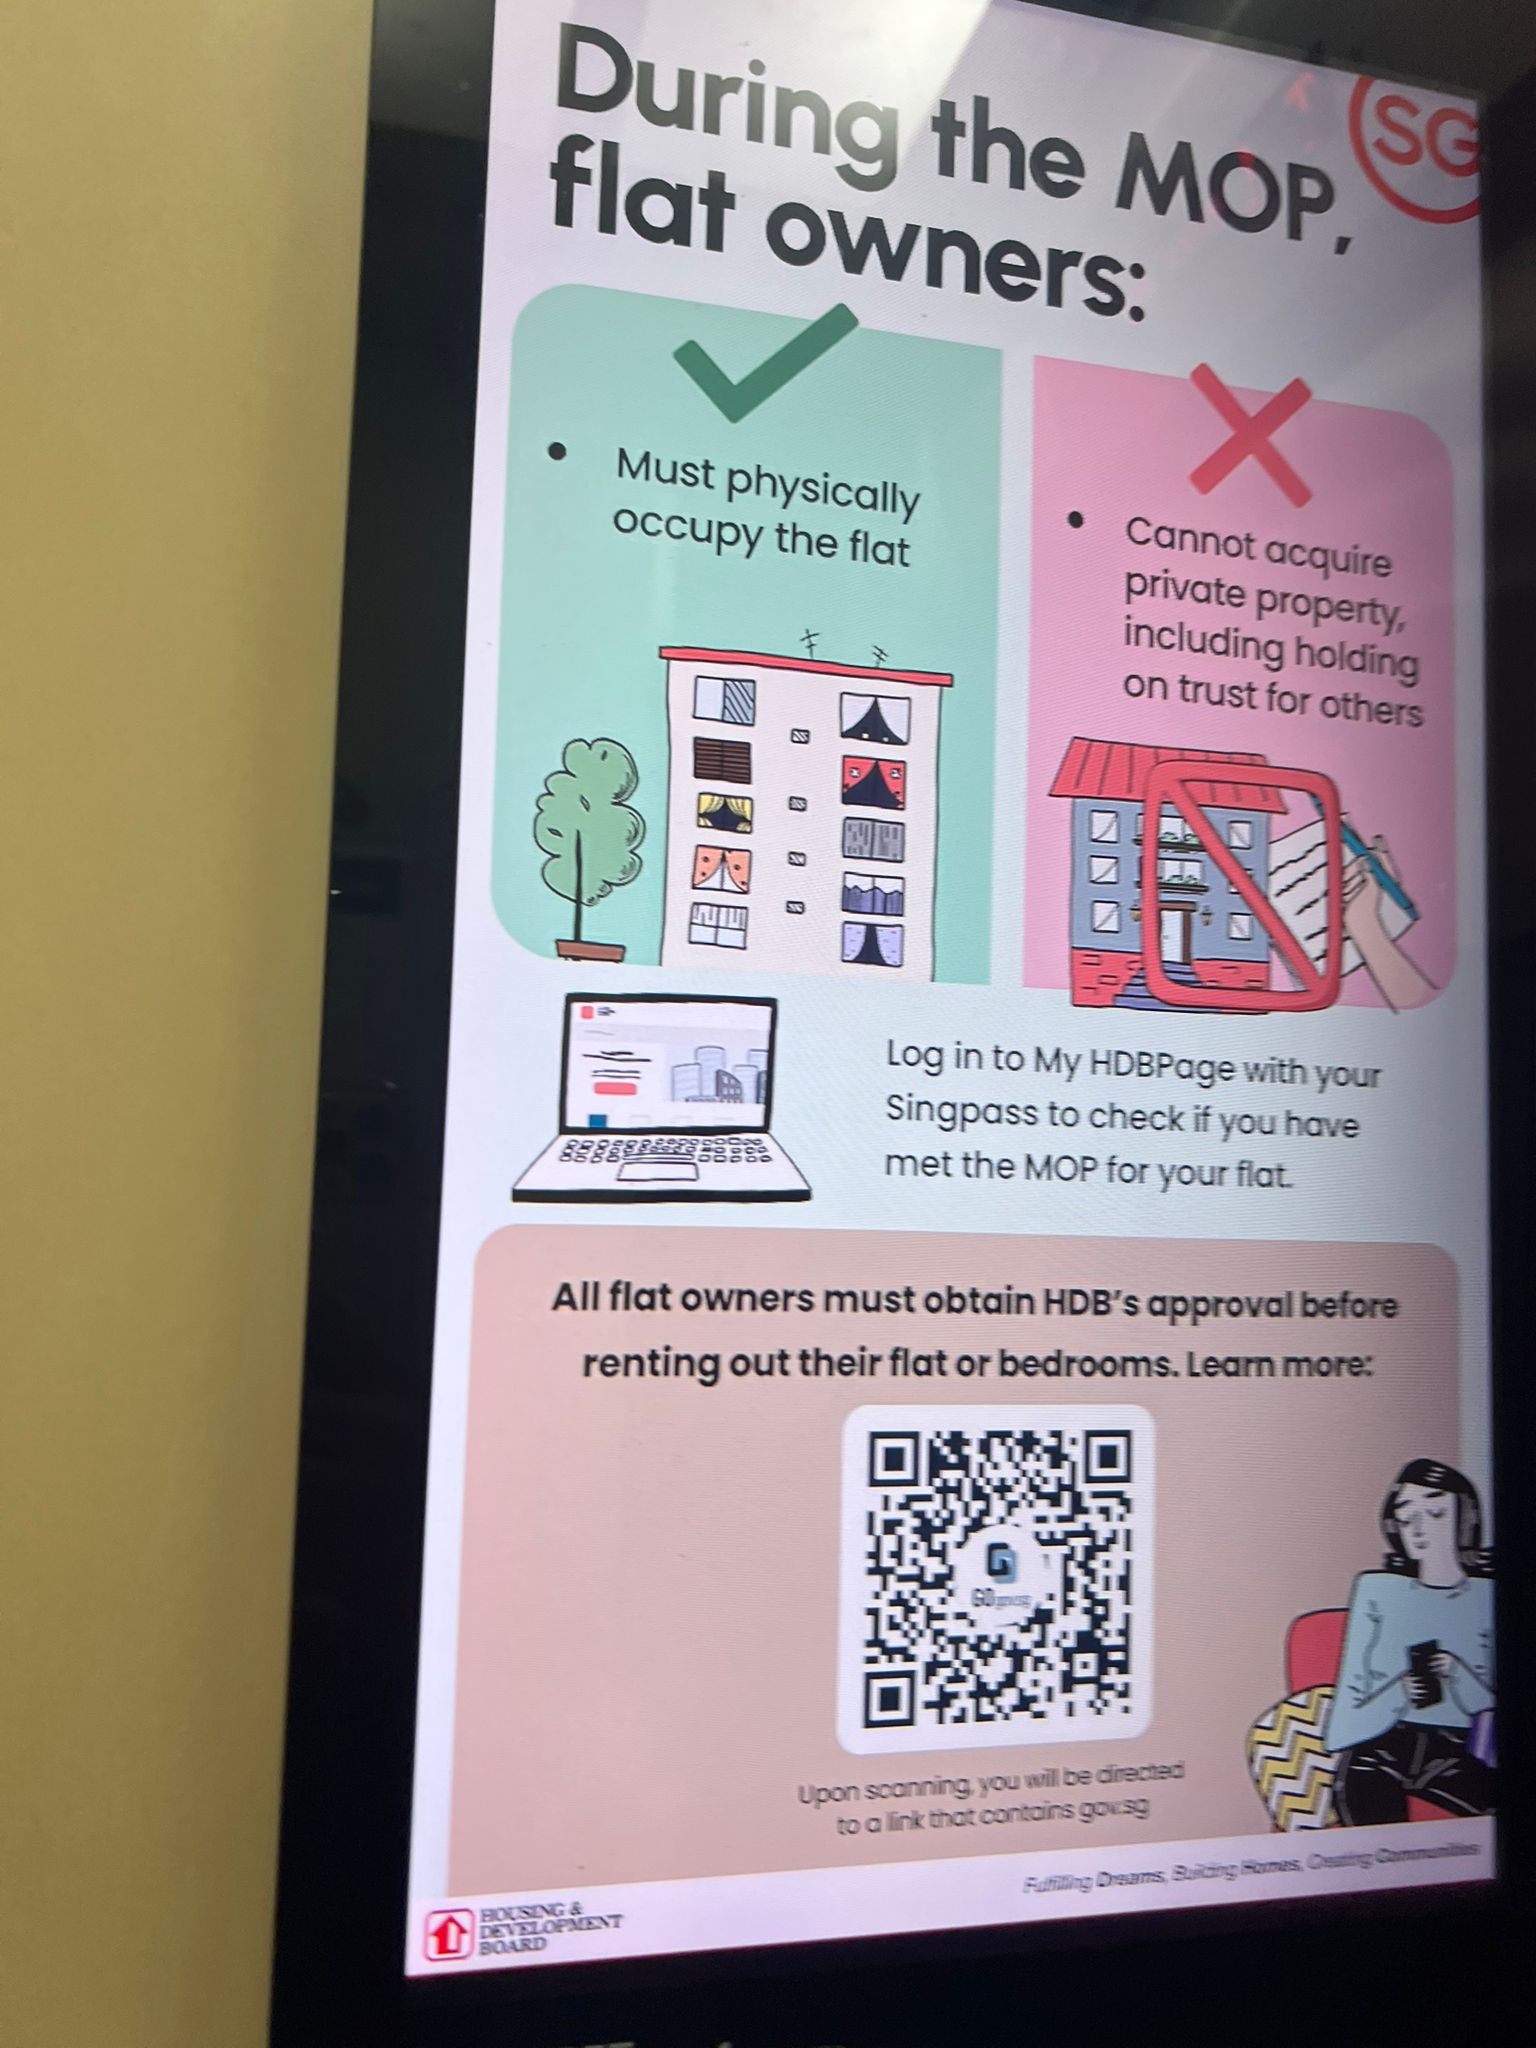 During the MOP,
flat owners:
SG
• Must physically
occupy the flat
• Cannot acquire
private property,
including holding
on trust for others
Log in to My HDBPage with your
Singpass to check if you have
met the MOP for your flat.
All flat owners must obtain HDB's approval before
renting out their flat or bedrooms. Learn more:
GO gov.sg
Upon scanning, you will be directed
to a link that contains gov.sg
Fulfilling Dreams, Building Homes, Creating Communities
HOUSING &
DEVELOPMENT
BOARD